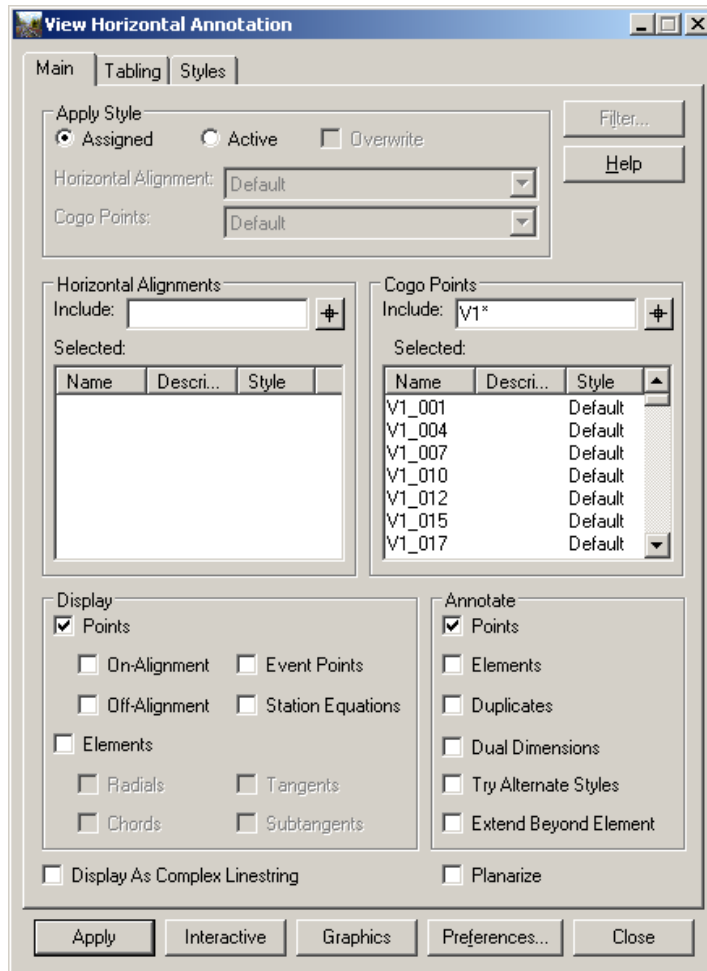 View Horizontal Annotation
Main Tabling Styles
Apply Style
Assigned Active Overwrite
Filter...
Help
Horizontal Alignment: Default
Cogo Points: Default
Horizontal Alignments
Include:
Selected:
Name Descri... Style
Cogo Points
Include: V1*
Selected:
Name Descri... Style
V1_001 Default
V1_004 Default
V1_007 Default
V1_010 Default
V1_012 Default
V1_015 Default
V1_017 Default
Display
Points
On-Alignment Event Points
Off-Alignment Station Equations
Elements
Radials Tangents
Chords Subtangents
Annotate
Points
Elements
Duplicates
Dual Dimensions
Try Alternate Styles
Extend Beyond Element
Display As Complex Linestring Planarize
Apply Interactive Graphics Preferences... Close